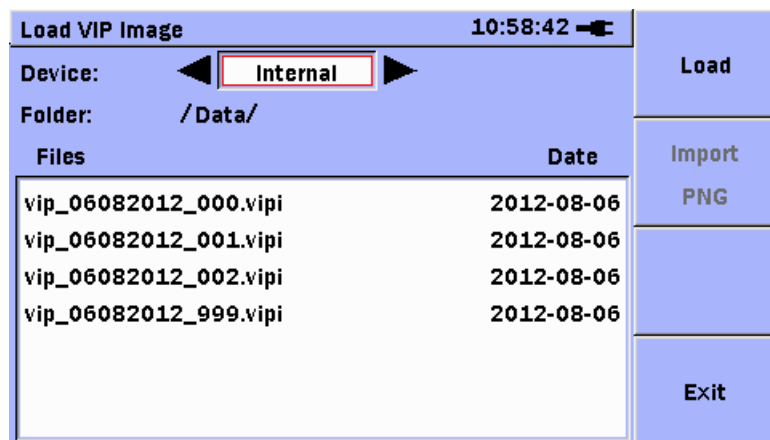 Load VIP Image 10:58:42
Device: Internal
Folder: /Data/
Files Date
vip_06082012_000.vipi 2012-08-06
vip_06082012_001.vipi 2012-08-06
vip_06082012_002.vipi 2012-08-06
vip_06082012_999.vipi 2012-08-06
Load
Import
PNG
Exit